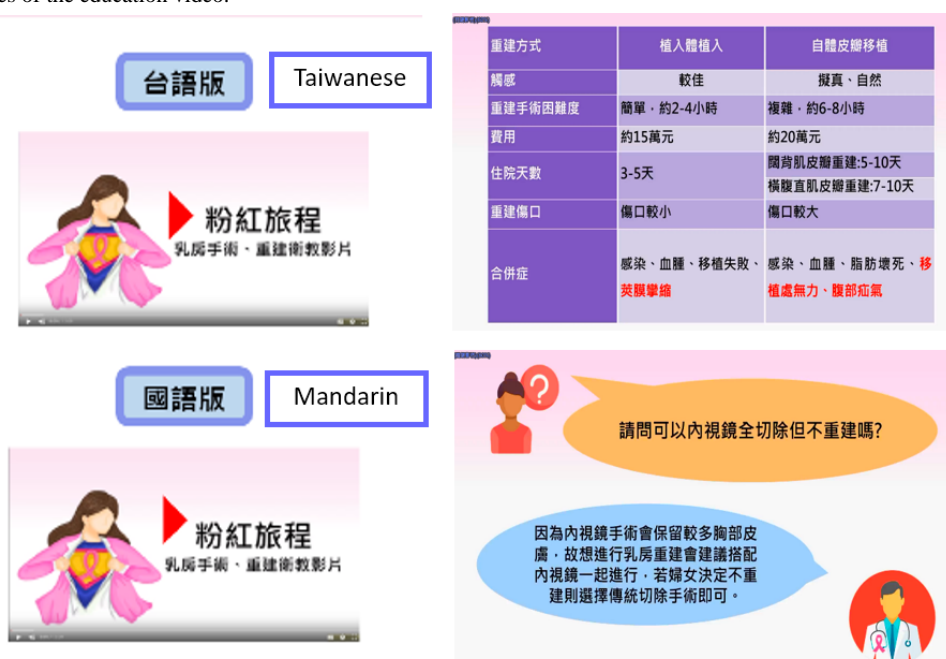 es of the education video.
台語版
Taiwanese
粉紅旅程
乳房手術、重建衛教影片
國語版
Mandarin
粉紅旅程
乳房手術、重建衛教影片
重建方式 植入體植入 自體皮瓣移植
觸感 較佳 擬真、自然
重建手術困難度 簡單，約2-4小時 複雜，約6-8小時
費用 約15萬元 約20萬元
住院天數 3-5天 闊背肌皮瓣重建:5-10天
橫腹直肌皮瓣重建:7-10天
重建傷口 傷口較小 傷口較大
合併症 感染、血腫、移植失敗、莢膜攣縮 感染、血腫、脂肪壞死、移植處無力、腹部疝氣
請問可以內視鏡全切除但不重建嗎?
因為內視鏡手術會保留較多胸部皮
膚，故想進行乳房重建會建議搭配
內視鏡一起進行，若婦女決定不重
建則選擇傳統切除手術即可。